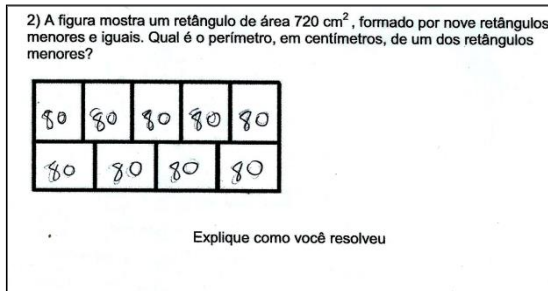 2) A figura mostra um retângulo de área 720 cm², formado por nove retângulos
menores e iguais. Qual é o perímetro, em centímetros, de um dos retângulos
menores?
80 80 80 80 80
80 80 80 80
Explique como você resolveu